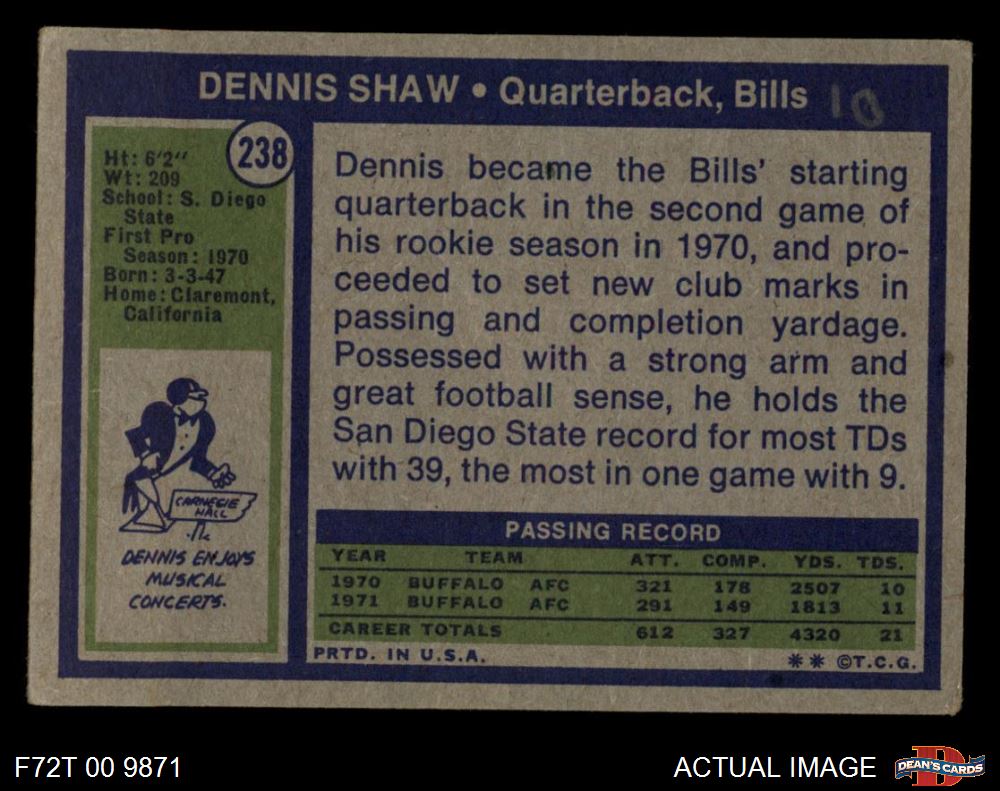 DENNIS SHAW • Quarterback, Bills 10
238
Ht: 6'2"
Wt: 209
School: S. Diego
State
First Pro
Season: 1970
Born: 3-3-47
Home: Claremont,
California
CARNEGIE
HALL
DENNIS ENJOYS
MUSICAL
CONCERTS.
Dennis became the Bills' starting
quarterback in the second game of
his rookie season in 1970, and pro-
ceeded to set new club marks in
passing and completion yardage.
Possessed with a strong arm and
great football sense, he holds the
San Diego State record for most TDs
with 39, the most in one game with 9.
PASSING RECORD
YEAR TEAM ATT. COMP. YDS. TDS.
1970 BUFFALO AFC 321 178 2507 10
1971 BUFFALO AFC 291 149 1813 11
CAREER TOTALS 612 327 4320 21
PRTD. IN U.S.A. ** ©T.C.G.
F72T 00 9871 ACTUAL IMAGE DEAN'S CARDS